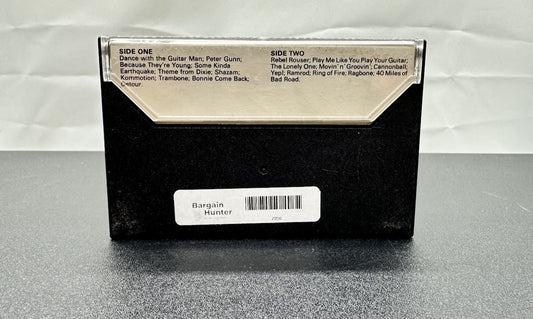 SIDE ONE
Dance with the Guitar Man; Peter Gunn;
Because They're Young; Some Kinda
Earthquake; Theme from Dixie; Shazam;
Kommotion; Trambone; Bonnie Come Back;
Detour.
SIDE TWO
Rebel Rouser; Play Me Like You Play Your Guitar;
The Lonely One; Movin' n' Groovin'; Cannonball;
Yep!; Ramrod; Ring of Fire; Ragbone; 40 Miles of
Bad Road.
Bargain
Hunter